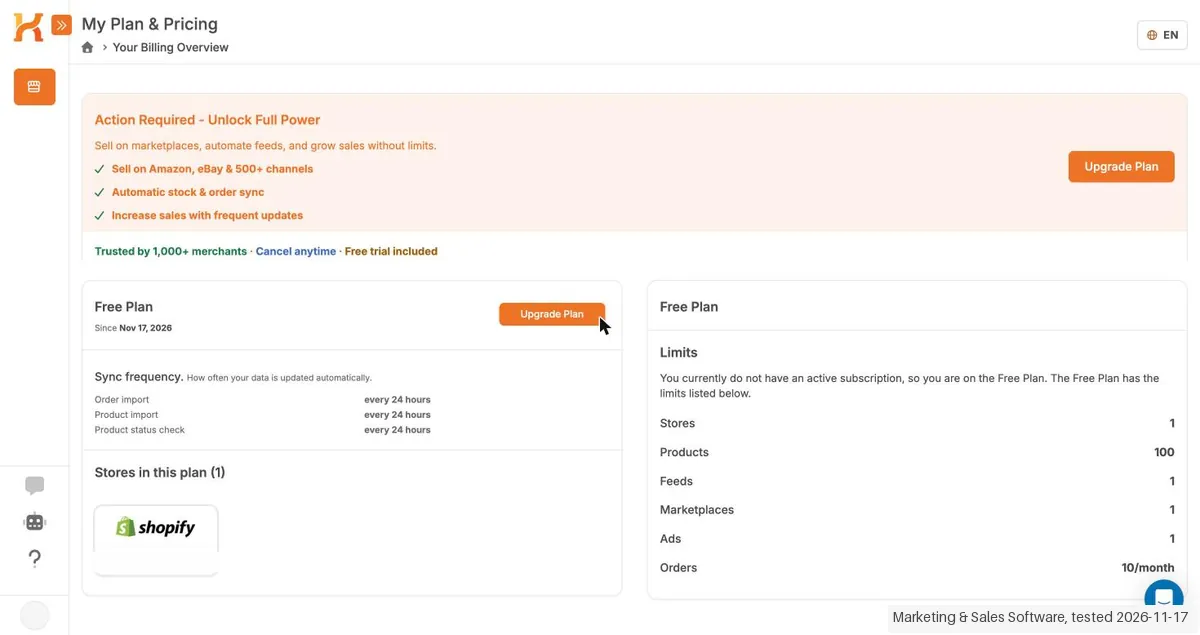 My Plan & Pricing
Your Billing Overview
EN
Action Required - Unlock Full Power
Sell on marketplaces, automate feeds, and grow sales without limits.
Sell on Amazon, eBay & 500+ channels
Automatic stock & order sync
Increase sales with frequent updates
Upgrade Plan
Trusted by 1,000+ merchants · Cancel anytime · Free trial included
Free Plan
Since Nov 17, 2026
Upgrade Plan
Sync frequency. How often your data is updated automatically.
Order import every 24 hours
Product import every 24 hours
Product status check every 24 hours
Stores in this plan (1)
shopify
Free Plan
Limits
You currently do not have an active subscription, so you are on the Free Plan. The Free Plan has the
limits listed below.
Stores 1
Products 100
Feeds 1
Marketplaces 1
Ads 1
Orders 10/month
Marketing & Sales Software, tested 2026-11-17